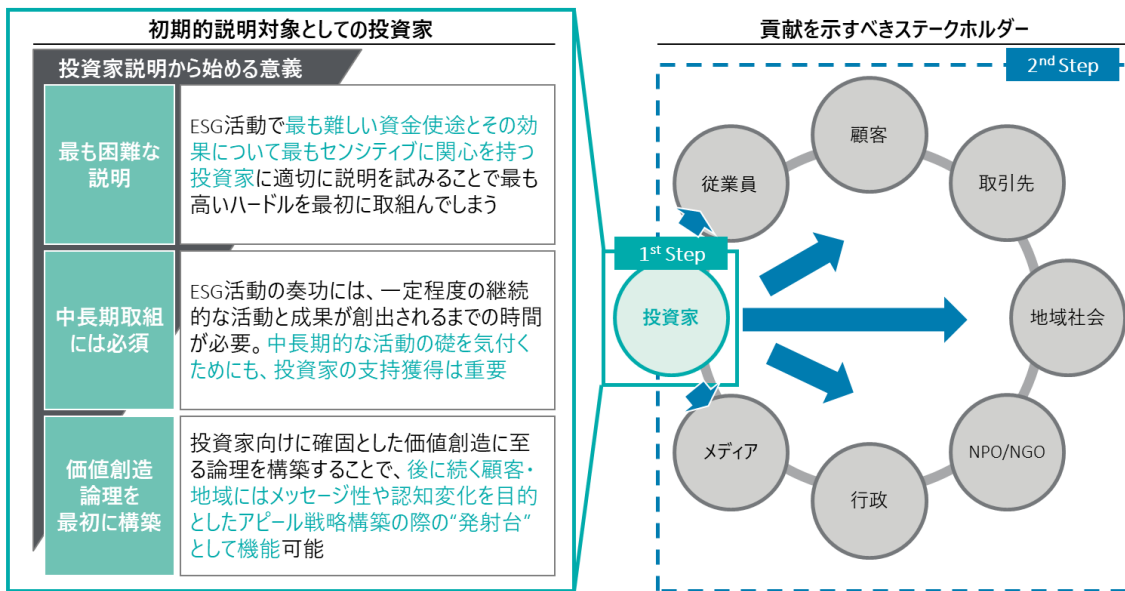 初期的説明対象としての投資家
投資家説明から始める意義
最も困難な
説明
ESG活動で最も難しい資金使途とその効
果について最もセンシティブに関心を持つ
投資家に適切に説明を試みることで最も
高いハードルを最初に取組んでしまう
中長期取組
には必須
ESG活動の奏功には、一定程度の継続
的な活動と成果が創出されるまでの時間
が必要。中長期的な活動の礎を気付く
ためにも、投資家の支持獲得は重要
価値創造
論理を
最初に構築
投資家向けに確固とした価値創造に至
る論理を構築することで、後に続く顧客・
地域にはメッセージ性や認知変化を目的
としたアピール戦略構築の際の“発射台”
として機能可能
貢献を示すべきステークホルダー
2nd Step
顧客
従業員
取引先
1st Step
投資家
地域社会
メディア
NPO/NGO
行政